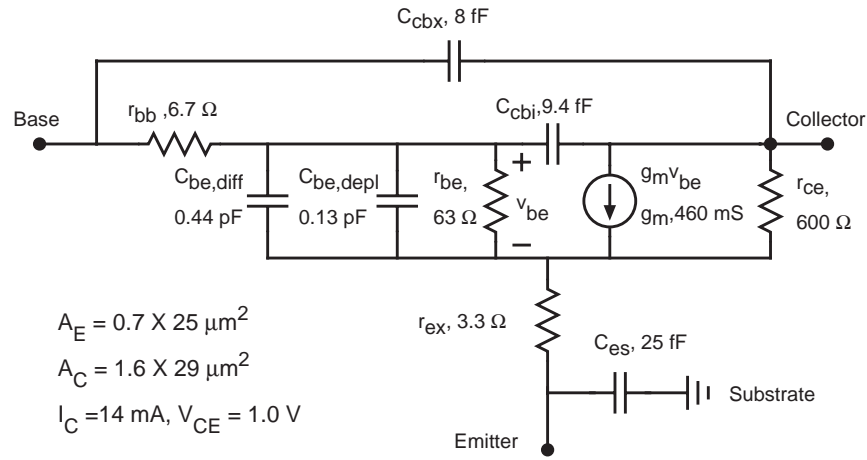 C_cbx, 8 fF
Base
r_bb ,6.7 Ω
C_cbi,9.4 fF
Collector
C_be,diff
0.44 pF
C_be,depl
0.13 pF
r_be,
63 Ω
+
v_be
−
g_m v_be
g_m,460 mS
r_ce,
600 Ω
r_ex, 3.3 Ω
C_es, 25 fF
Substrate
Emitter
A_E = 0.7 X 25 μm²
A_C = 1.6 X 29 μm²
I_C =14 mA, V_CE = 1.0 V